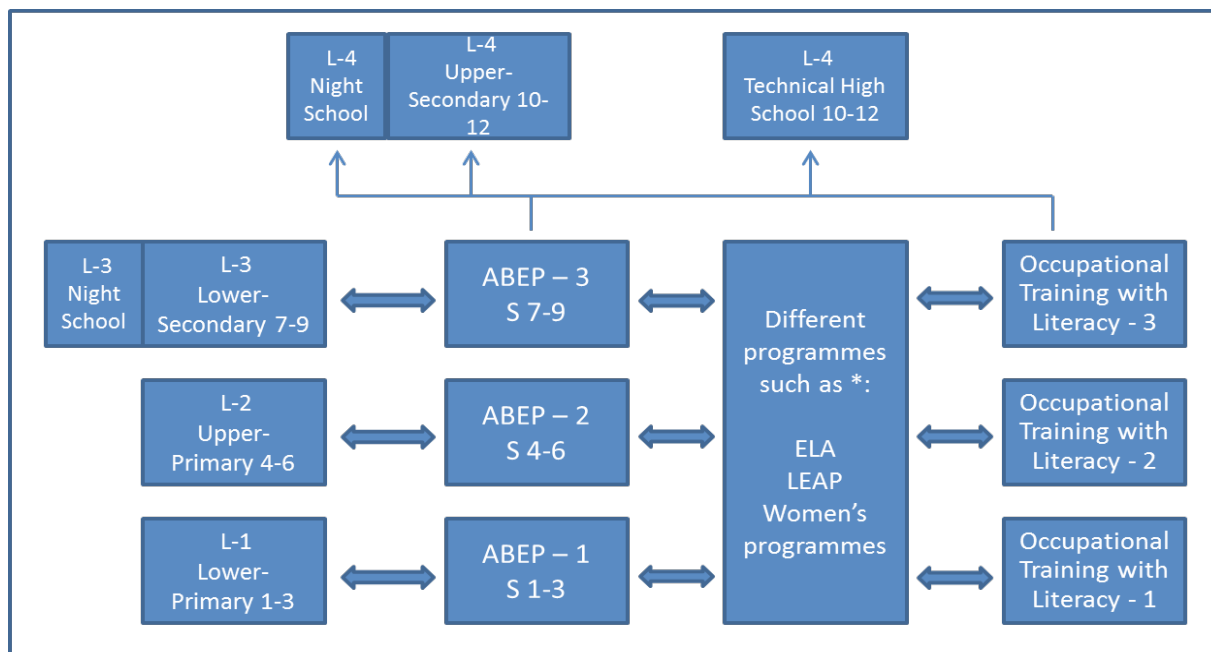 L-4
Night
School
L-4
Upper-
Secondary 10-
12
L-4
Technical High
School 10-12
L-3
Night
School
L-3
Lower-
Secondary 7-9
ABEP – 3
S 7-9
Different
programmes
such as *:
ELA
LEAP
Women’s
programmes
Occupational
Training with
Literacy - 3
L-2
Upper-
Primary 4-6
ABEP – 2
S 4-6
Occupational
Training with
Literacy - 2
L-1
Lower-
Primary 1-3
ABEP – 1
S 1-3
Occupational
Training with
Literacy - 1